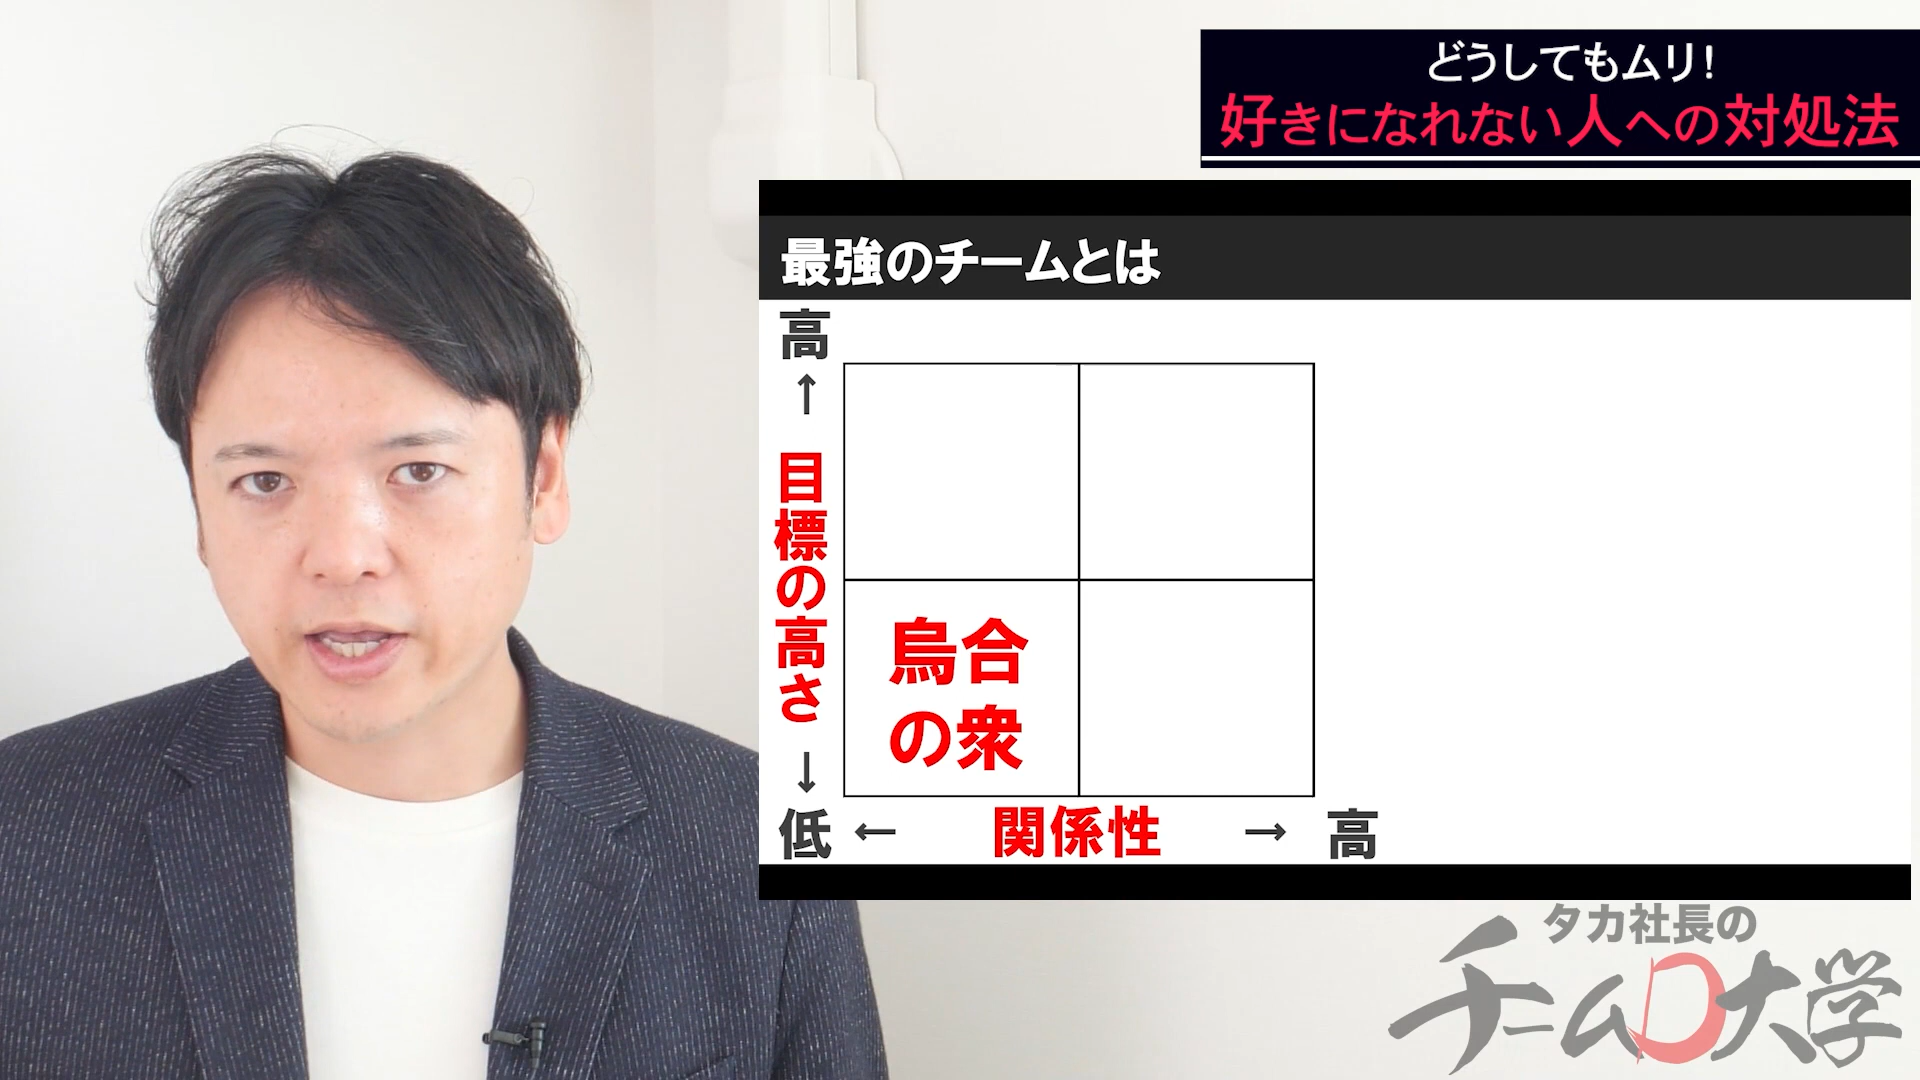 どうしてもムリ!
好きになれない人への対処法
最強のチームとは
高
↑
目標の高さ
↓
低
烏合
の衆
← 関係性 → 高
タカ社長の
チームD大学